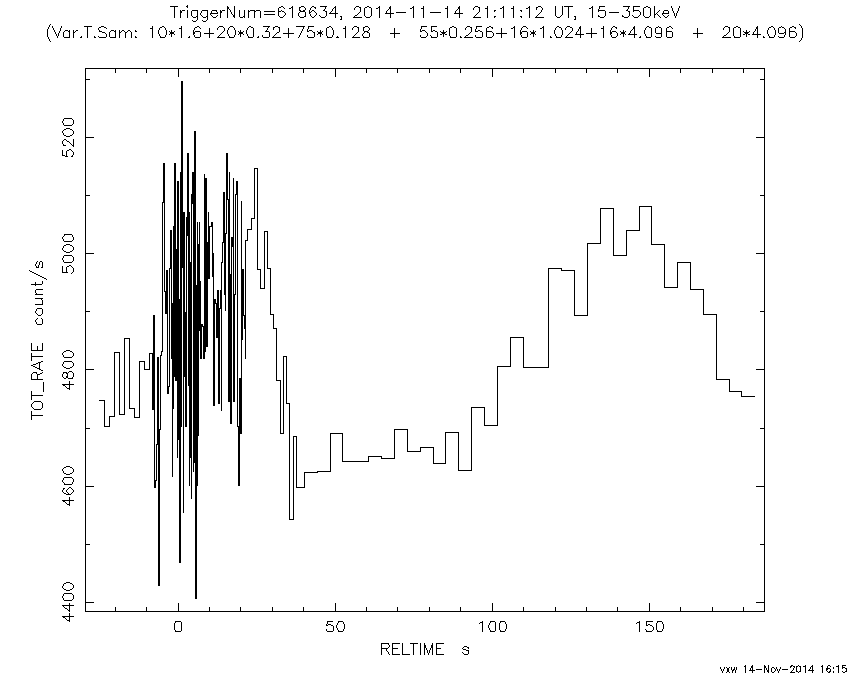 TriggerNum=618634, 2014-11-14 21:11:12 UT, 15-350keV
(Var.T.Sam: 10*1.6+20*0.32+75*0.128 + 55*0.256+16*1.024+16*4.096 + 20*4.096)
TOT_RATE count/s
5200
5000
4800
4600
4400
0 50 100 150
RELTIME s
vxw 14-Nov-2014 16:15